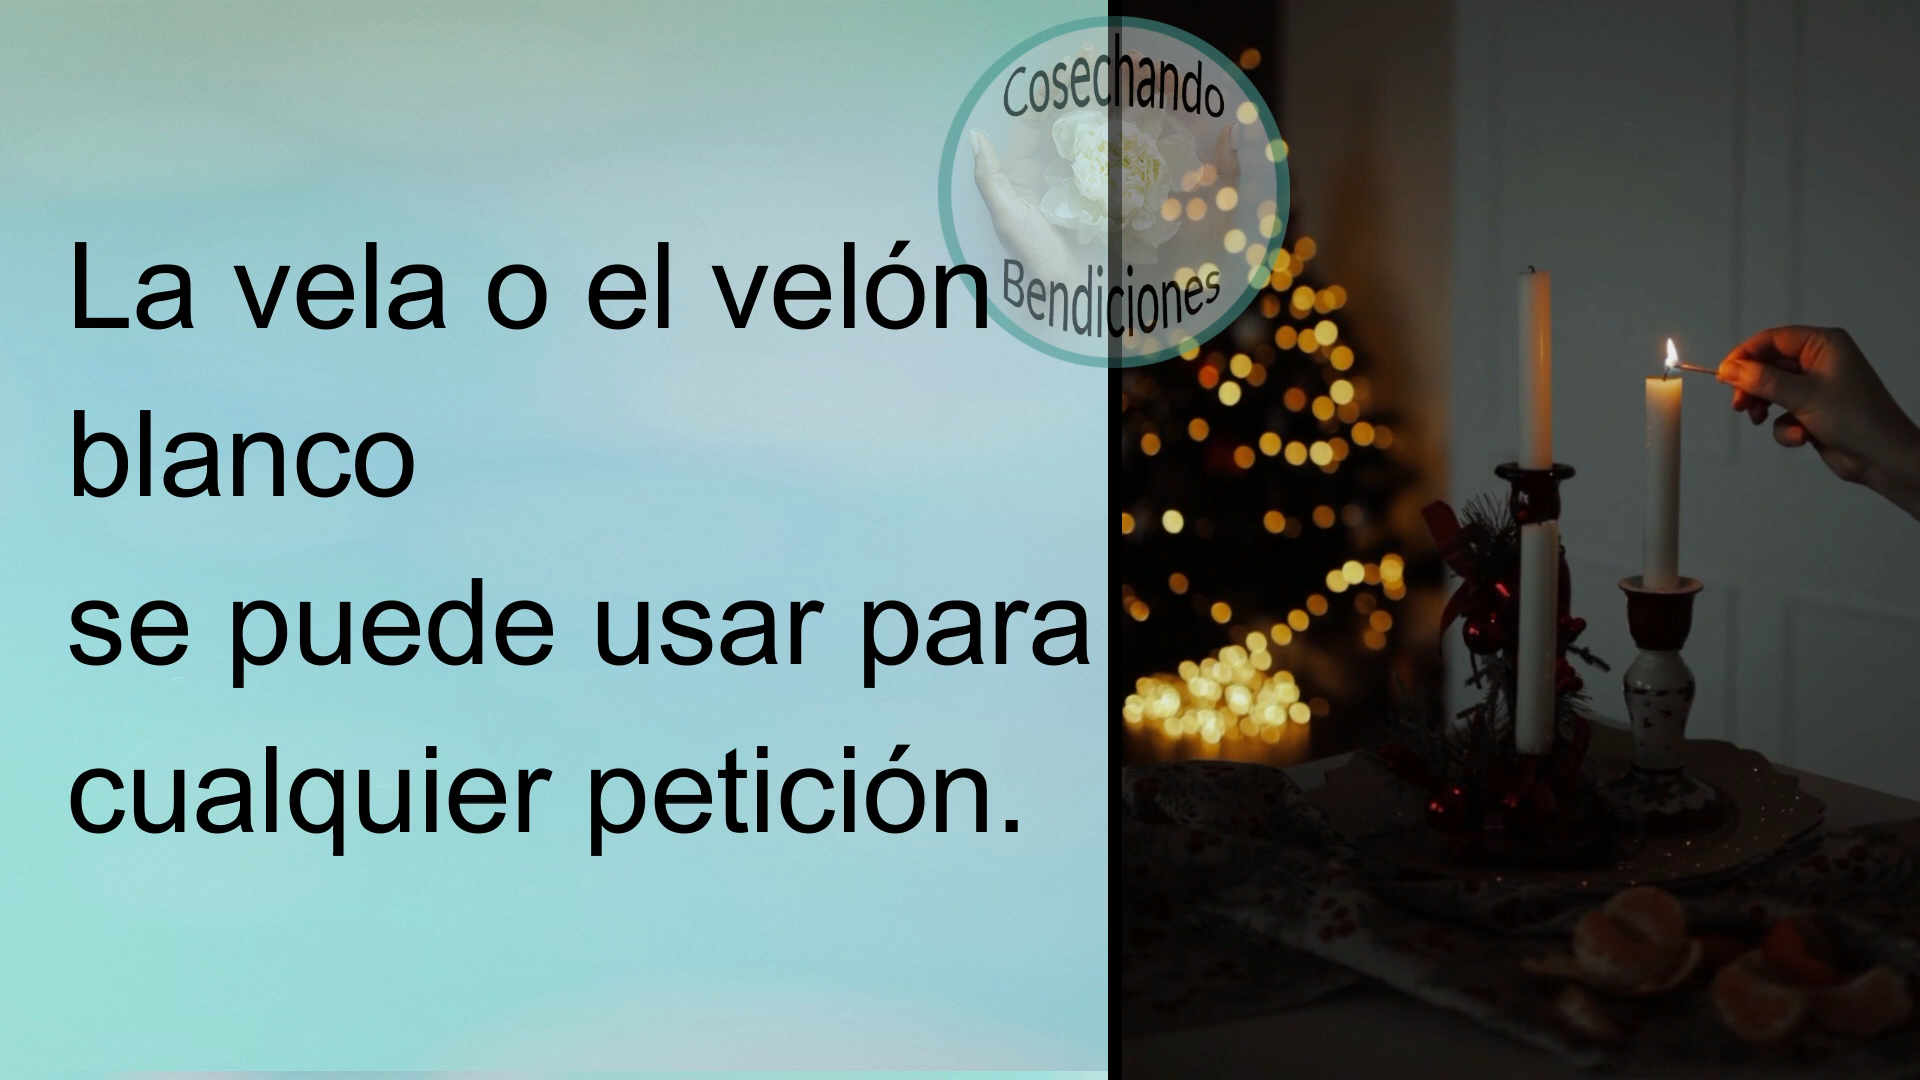 Cosechando
Bendiciones
La vela o el velón
blanco
se puede usar para
cualquier petición.